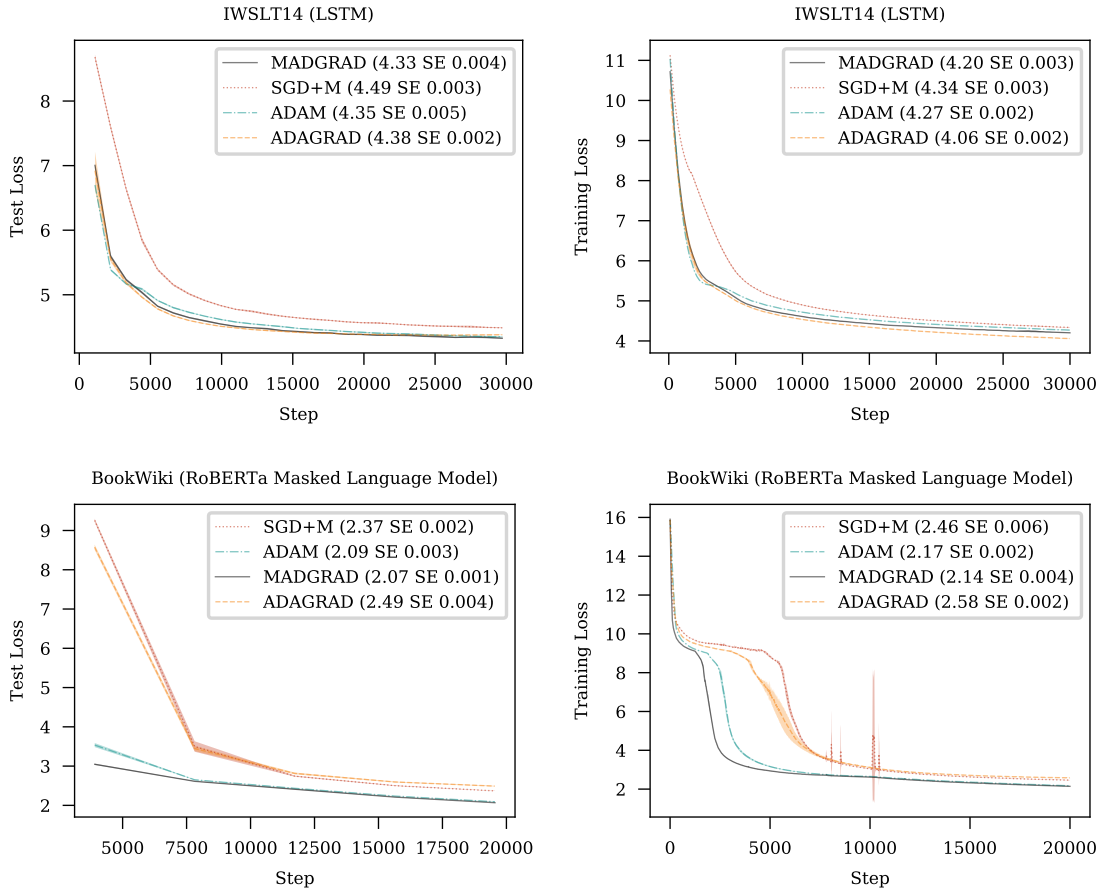 IWSLT14 (LSTM)
MADGRAD (4.33 SE 0.004)
SGD+M (4.49 SE 0.003)
ADAM (4.35 SE 0.005)
ADAGRAD (4.38 SE 0.002)
8
7
6
5
Test Loss
0 5000 10000 15000 20000 25000 30000
Step
IWSLT14 (LSTM)
MADGRAD (4.20 SE 0.003)
SGD+M (4.34 SE 0.003)
ADAM (4.27 SE 0.002)
ADAGRAD (4.06 SE 0.002)
11
10
9
8
7
6
5
4
Training Loss
0 5000 10000 15000 20000 25000 30000
Step
BookWiki (RoBERTa Masked Language Model)
SGD+M (2.37 SE 0.002)
ADAM (2.09 SE 0.003)
MADGRAD (2.07 SE 0.001)
ADAGRAD (2.49 SE 0.004)
9
8
7
6
5
4
3
2
Test Loss
5000 7500 10000 12500 15000 17500 20000
Step
BookWiki (RoBERTa Masked Language Model)
SGD+M (2.46 SE 0.006)
ADAM (2.17 SE 0.002)
MADGRAD (2.14 SE 0.004)
ADAGRAD (2.58 SE 0.002)
16
14
12
10
8
6
4
2
Training Loss
0 5000 10000 15000 20000
Step